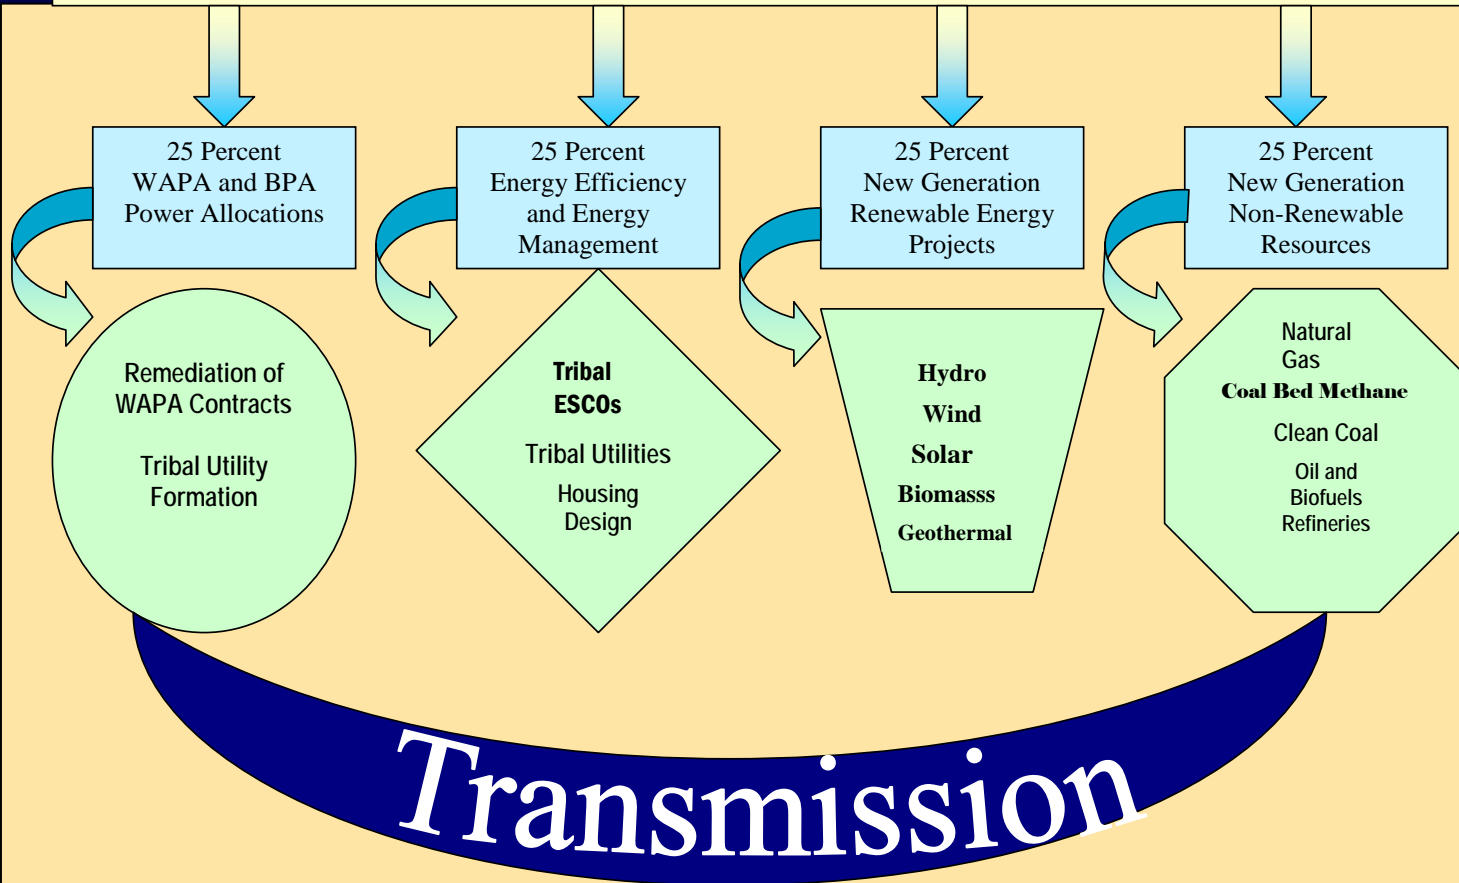 25 Percent
WAPA and BPA
Power Allocations
25 Percent
Energy Efficiency
and Energy
Management
25 Percent
New Generation
Renewable Energy
Projects
25 Percent
New Generation
Non-Renewable
Resources
Remediation of
WAPA Contracts
Tribal Utility
Formation
Tribal
ESCOs
Tribal Utilities
Housing
Design
Hydro
Wind
Solar
Biomasss
Geothermal
Natural
Gas
Coal Bed Methane
Clean Coal
Oil and
Biofuels
Refineries
Transmission